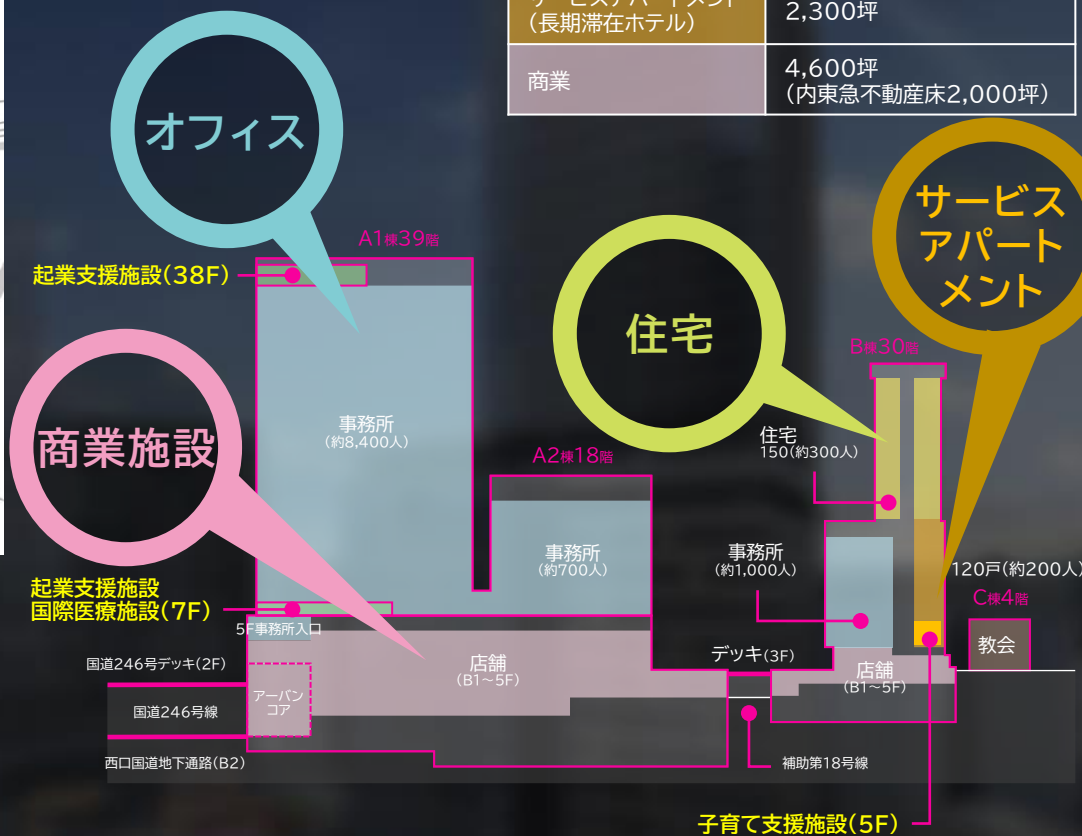 (長期滞在ホテル)
2,300坪
商業
4,600坪
(内東急不動産床2,000坪)
オフィス
サービス
アパート
メント
A1棟39階
起業支援施設(38F)
住宅
B棟30階
事務所
(約8,400人)
商業施設
A2棟18階
住宅
150(約300人)
事務所
(約700人)
事務所
(約1,000人)
120戸(約200人)
C棟4階
起業支援施設
国際医療施設(7F)
5F事務所入口
教会
国道246号デッキ(2F)
店舗
(B1~5F)
デッキ(3F)
店舗
(B1~5F)
アーバン
コア
国道246号線
西口国道地下通路(B2)
補助第18号線
子育て支援施設(5F)